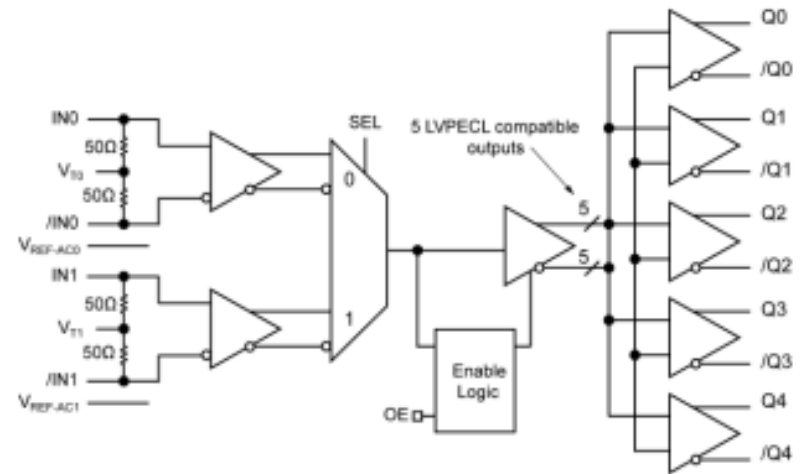 IN0
50Ω
VT0
50Ω
/IN0
VREF-AC0
IN1
50Ω
VT1
50Ω
/IN1
VREF-AC1
SEL
0
1
5 LVPECL compatible
outputs
5
5
Enable
Logic
OE
Q0
/Q0
Q1
/Q1
Q2
/Q2
Q3
/Q3
Q4
/Q4